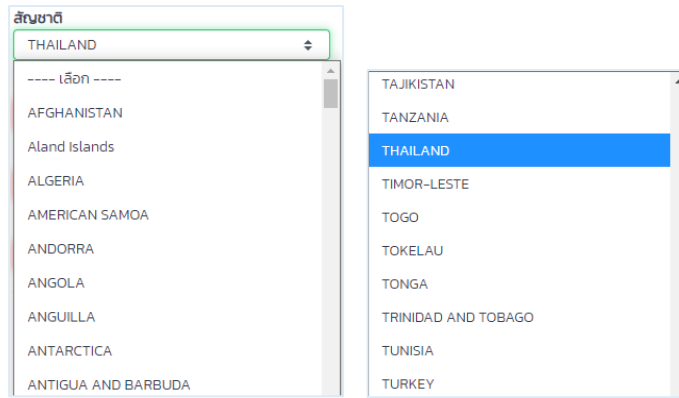 สัญชาติ
THAILAND
---- เลือก ----
AFGHANISTAN
Aland Islands
ALGERIA
AMERICAN SAMOA
ANDORRA
ANGOLA
ANGUILLA
ANTARCTICA
ANTIGUA AND BARBUDA
TAJIKISTAN
TANZANIA
THAILAND
TIMOR-LESTE
TOGO
TOKELAU
TONGA
TRINIDAD AND TOBAGO
TUNISIA
TURKEY